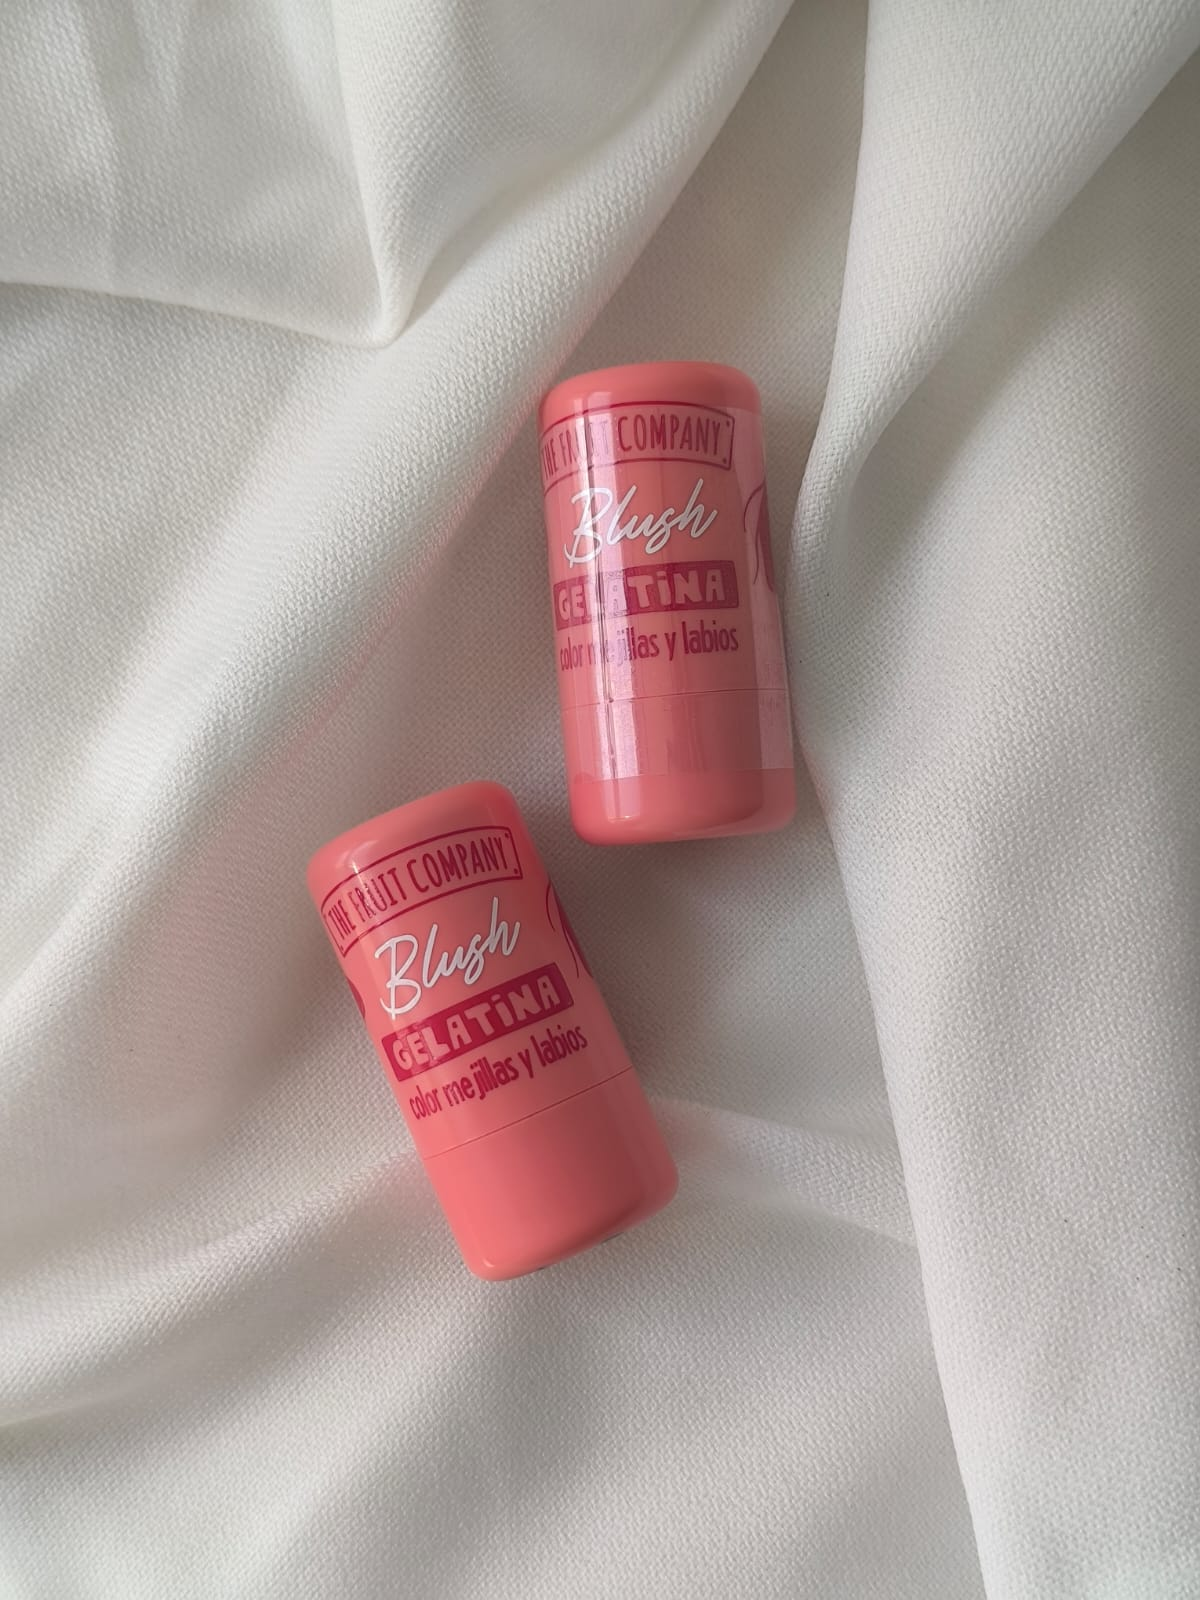 THE FRUIT COMPANY
Blush
GELATINA
color mejillas y labios
THE FRUIT COMPANY
Blush
GELATINA
color mejillas y labios